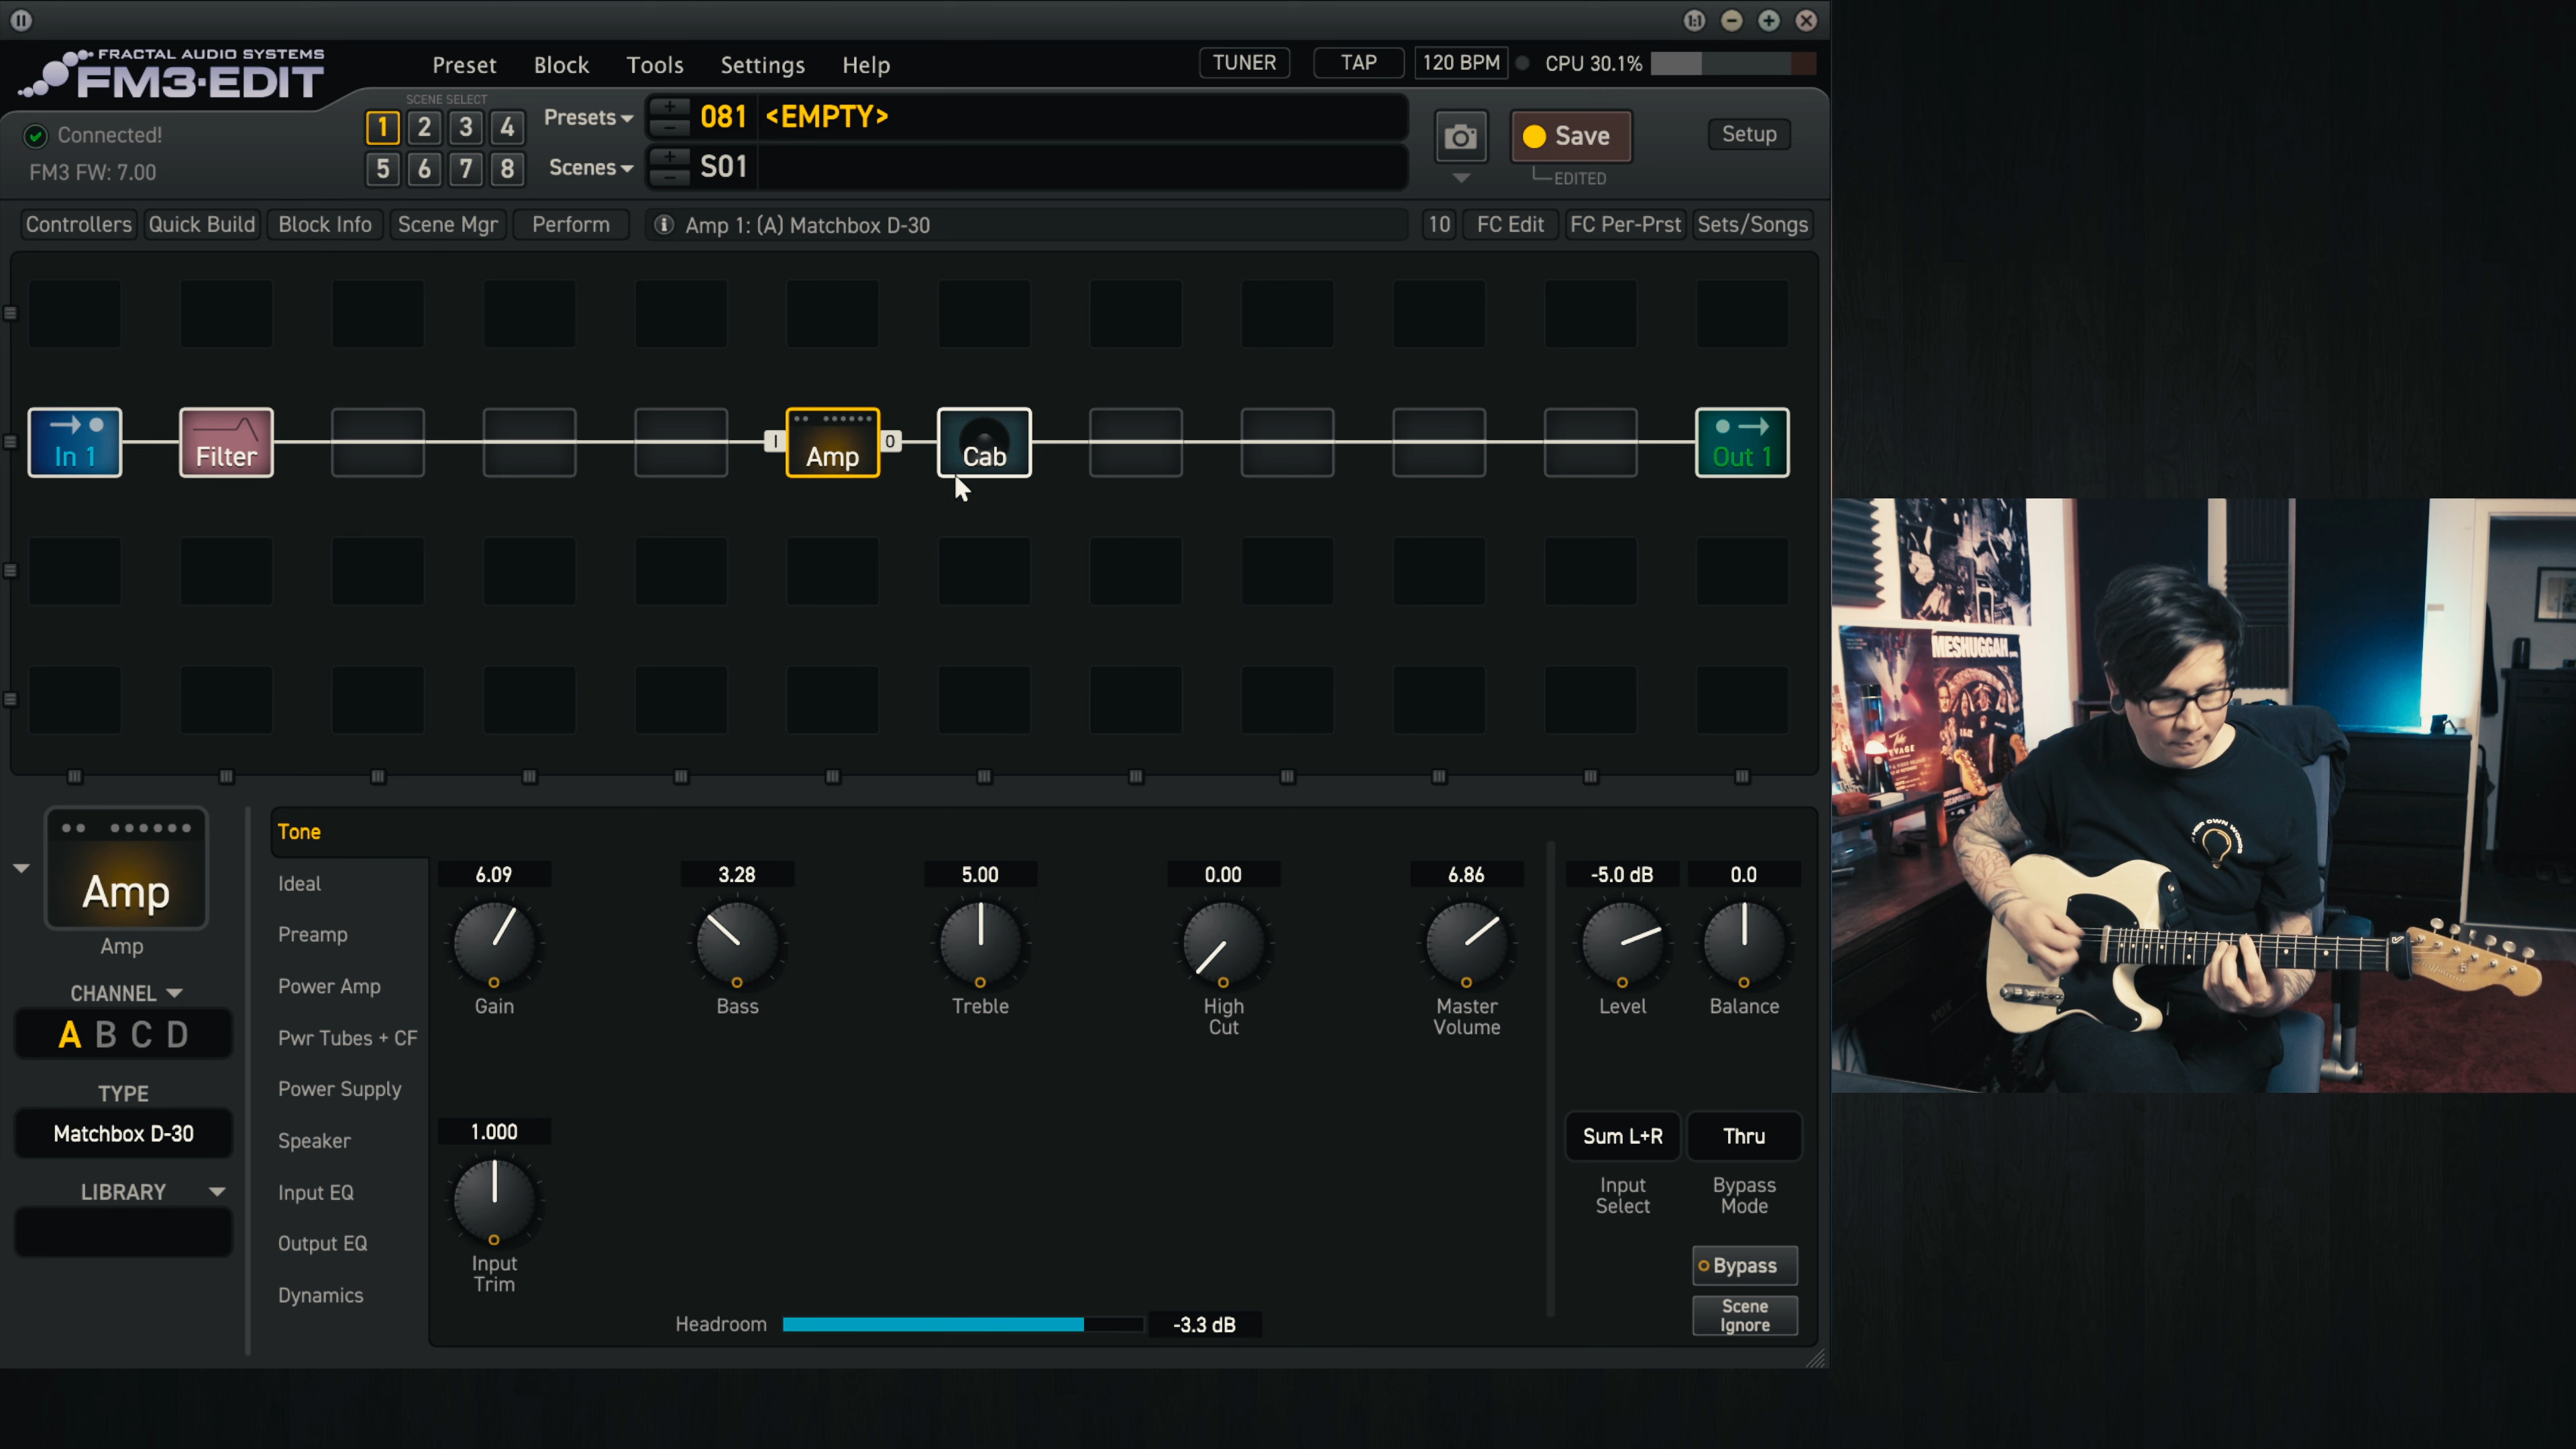 FRACTAL AUDIO SYSTEMS
FM3·EDIT
Preset Block Tools Settings Help
TUNER TAP 120 BPM CPU 30.1%
Connected!
FM3 FW: 7.00
SCENE SELECT
1 2 3 4
5 6 7 8
Presets
081 <EMPTY>
Scenes
S01
Save
EDITED
Setup
Controllers Quick Build Block Info Scene Mgr Perform
Amp 1: (A) Matchbox D-30
10 FC Edit FC Per-Prst Sets/Songs
In 1
Filter
I
Amp
O
Cab
Out 1
MESHUGGAH
HER OWN WORDS
Amp
Amp
CHANNEL
A B C D
TYPE
Matchbox D-30
LIBRARY
Tone
Ideal
Preamp
Power Amp
Pwr Tubes + CF
Power Supply
Speaker
Input EQ
Output EQ
Dynamics
6.09
Gain
3.28
Bass
5.00
Treble
0.00
High
Cut
6.86
Master
Volume
-5.0 dB
Level
0.0
Balance
1.000
Input
Trim
Sum L+R
Input
Select
Thru
Bypass
Mode
Bypass
Scene
Ignore
Headroom -3.3 dB